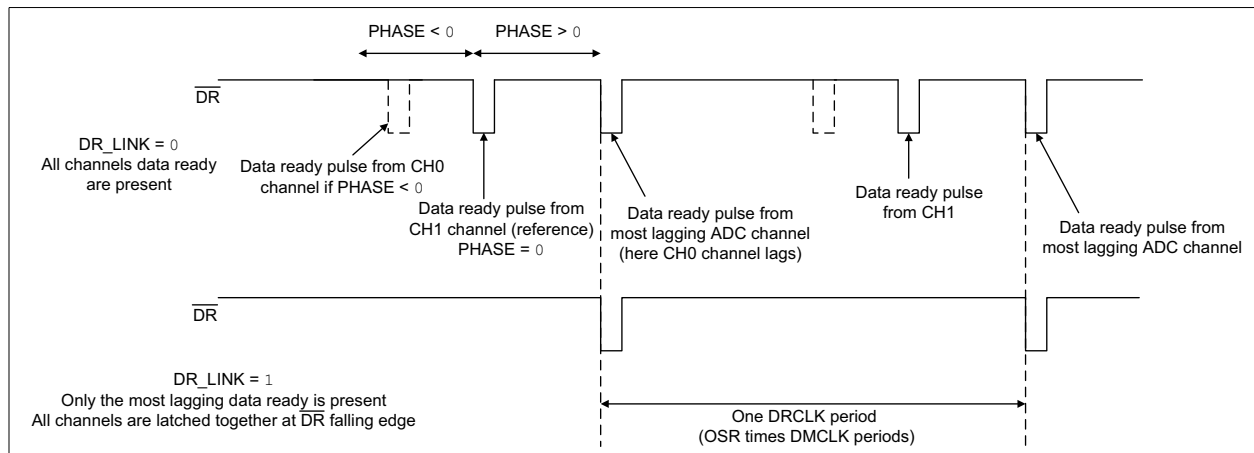 PHASE < 0
PHASE > 0
DR
DR_LINK = 0
All channels data ready
are present
Data ready pulse from CH0
channel if PHASE < 0
Data ready pulse from
CH1 channel (reference)
PHASE = 0
Data ready pulse from
most lagging ADC channel
(here CH0 channel lags)
Data ready pulse
from CH1
Data ready pulse from
most lagging ADC channel
DR
DR_LINK = 1
Only the most lagging data ready is present
All channels are latched together at DR falling edge
One DRCLK period
(OSR times DMCLK periods)